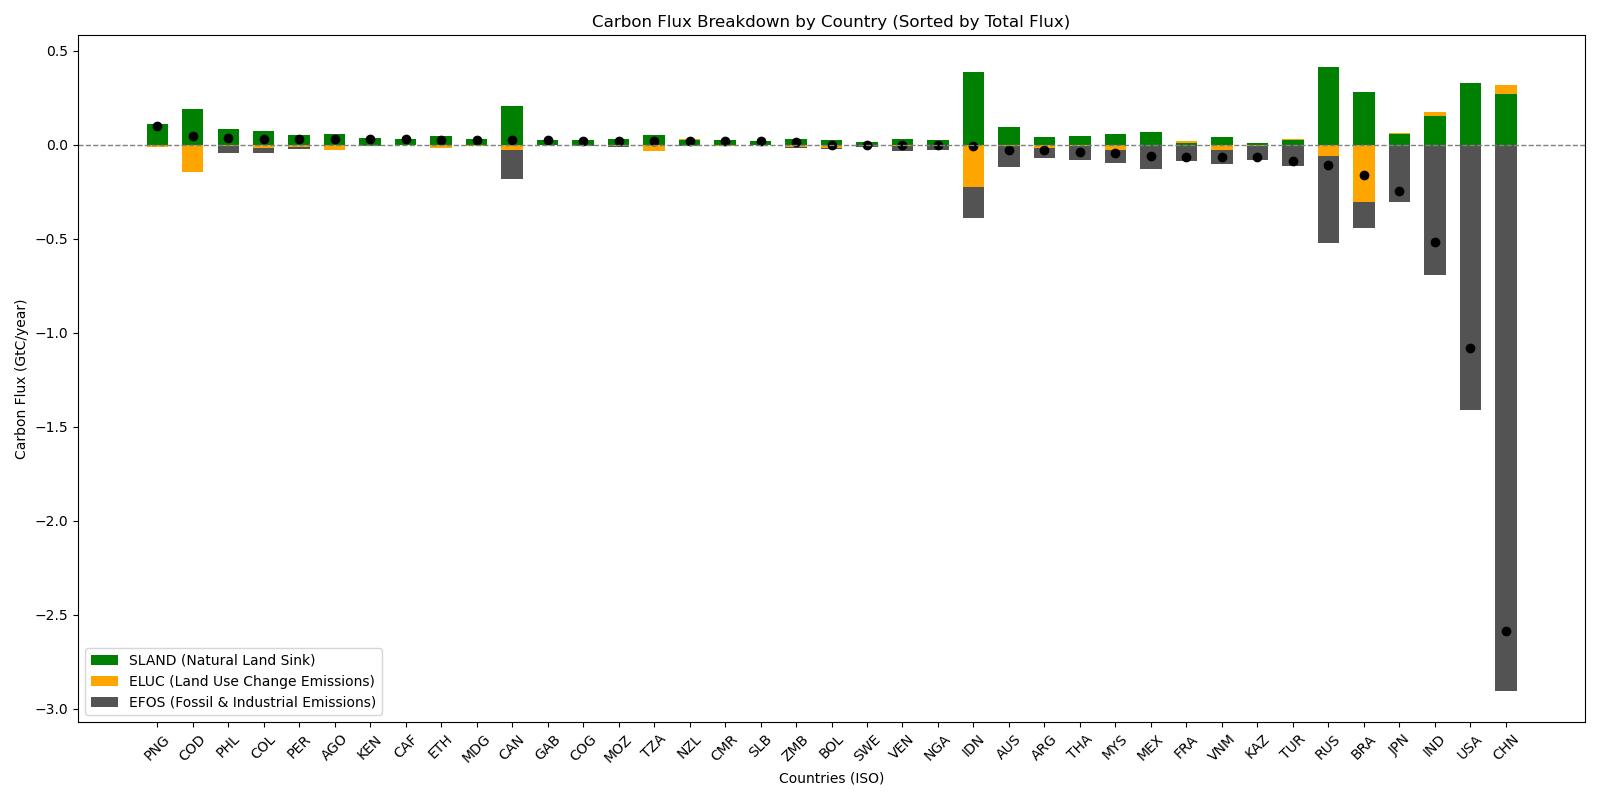 Carbon Flux Breakdown by Country (Sorted by Total Flux)
Carbon Flux (GtC/year)
0.5
0.0
−0.5
−1.0
−1.5
−2.0
−2.5
−3.0
SLAND (Natural Land Sink)
ELUC (Land Use Change Emissions)
EFOS (Fossil & Industrial Emissions)
PNG COD PHL COL PER AGO KEN CAF ETH MDG CAN GAB COG MOZ TZA NZL CMR SLB ZMB BOL SWE VEN NGA IDN AUS ARG THA MYS MEX FRA VNM KAZ TUR RUS BRA JPN IND USA CHN
Countries (ISO)